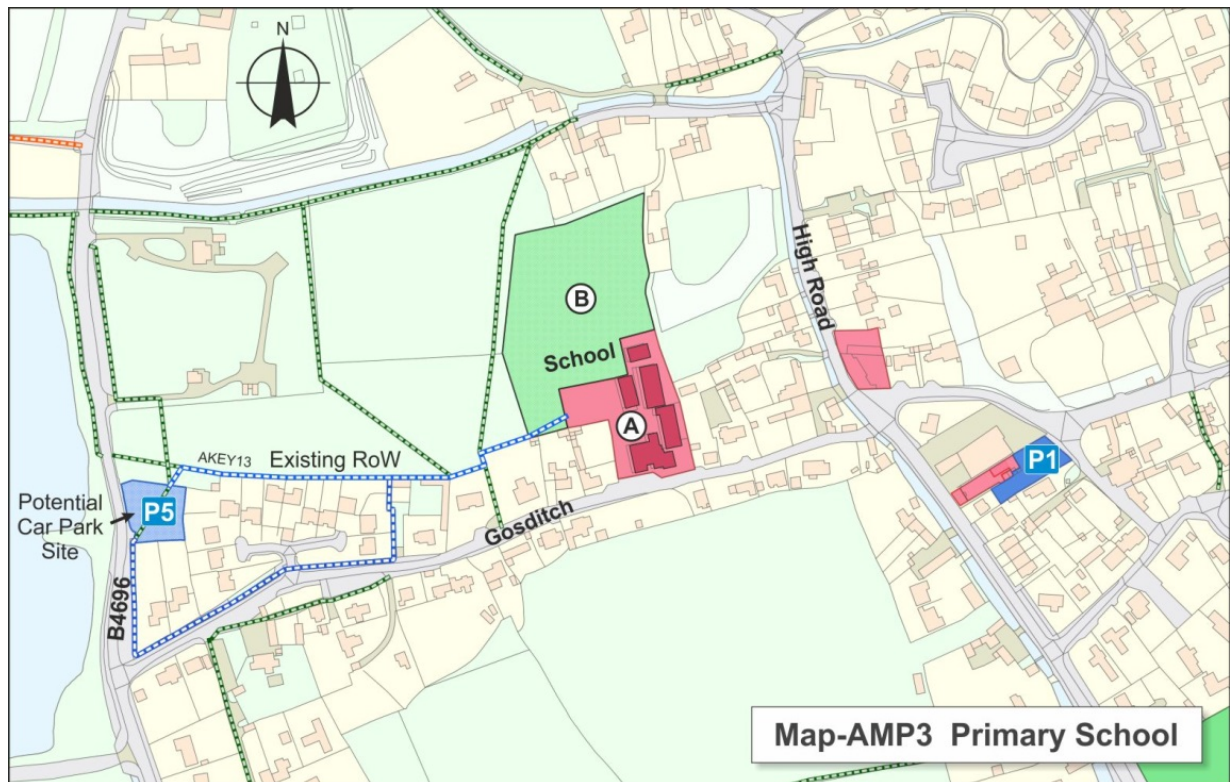 N
High Road
B
School
A
AKEY13
Existing RoW
P1
Potential
Car Park
Site
P5
Gosditch
B4696
Map-AMP3 Primary School